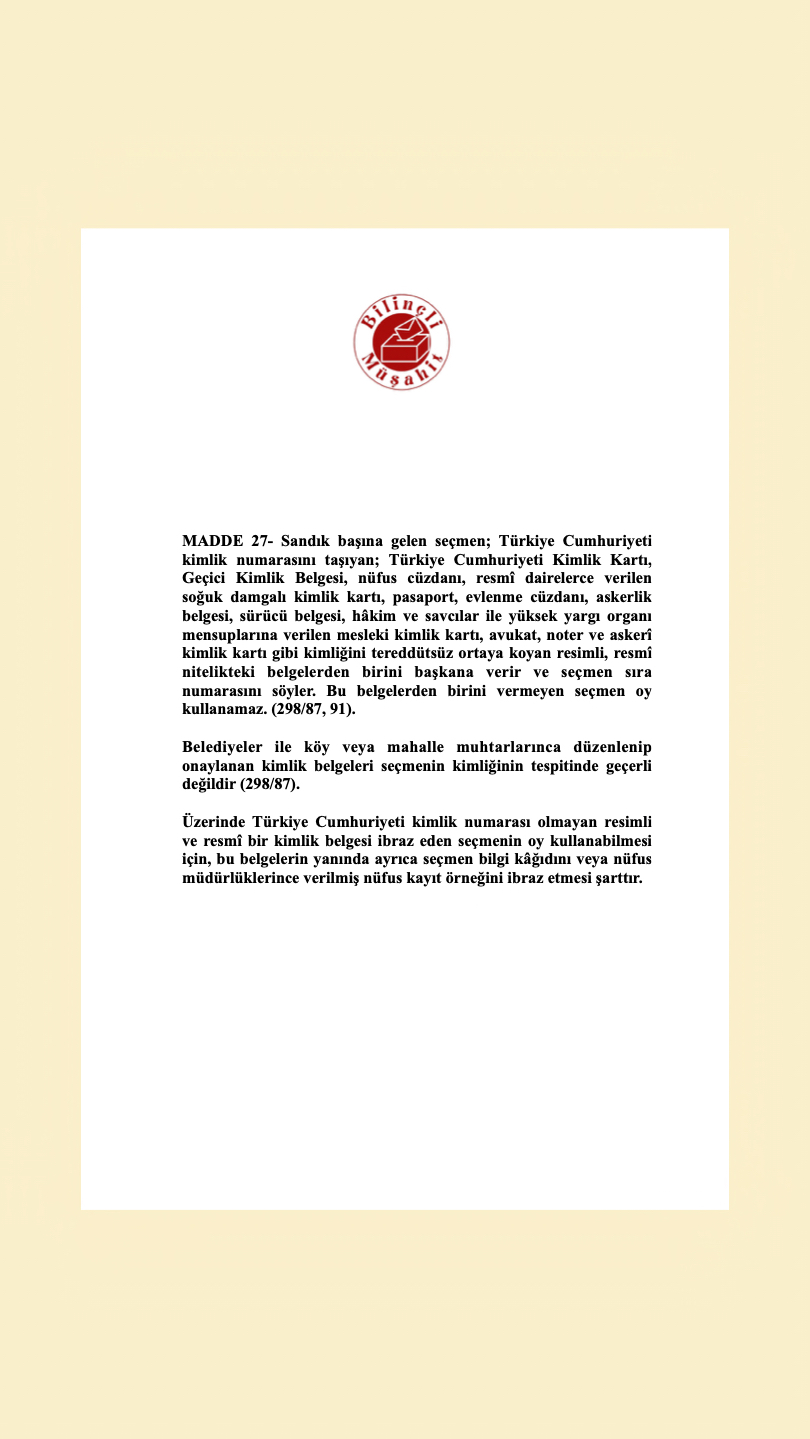 Bilinçli
Müşahit
MADDE 27- Sandık başına gelen seçmen; Türkiye Cumhuriyeti
kimlik numarasını taşıyan; Türkiye Cumhuriyeti Kimlik Kartı,
Geçici Kimlik Belgesi, nüfus cüzdanı, resmî dairelerce verilen
soğuk damgalı kimlik kartı, pasaport, evlenme cüzdanı, askerlik
belgesi, sürücü belgesi, hâkim ve savcılar ile yüksek yargı organı
mensuplarına verilen mesleki kimlik kartı, avukat, noter ve askerî
kimlik kartı gibi kimliğini tereddütsüz ortaya koyan resimli, resmî
nitelikteki belgelerden birini başkana verir ve seçmen sıra
numarasını söyler. Bu belgelerden birini vermeyen seçmen oy
kullanamaz. (298/87, 91).
Belediyeler ile köy veya mahalle muhtarlarınca düzenlenip
onaylanan kimlik belgeleri seçmenin kimliğinin tespitinde geçerli
değildir (298/87).
Üzerinde Türkiye Cumhuriyeti kimlik numarası olmayan resimli
ve resmî bir kimlik belgesi ibraz eden seçmenin oy kullanabilmesi
için, bu belgelerin yanında ayrıca seçmen bilgi kâğıdını veya nüfus
müdürlüklerince verilmiş nüfus kayıt örneğini ibraz etmesi şarttır.